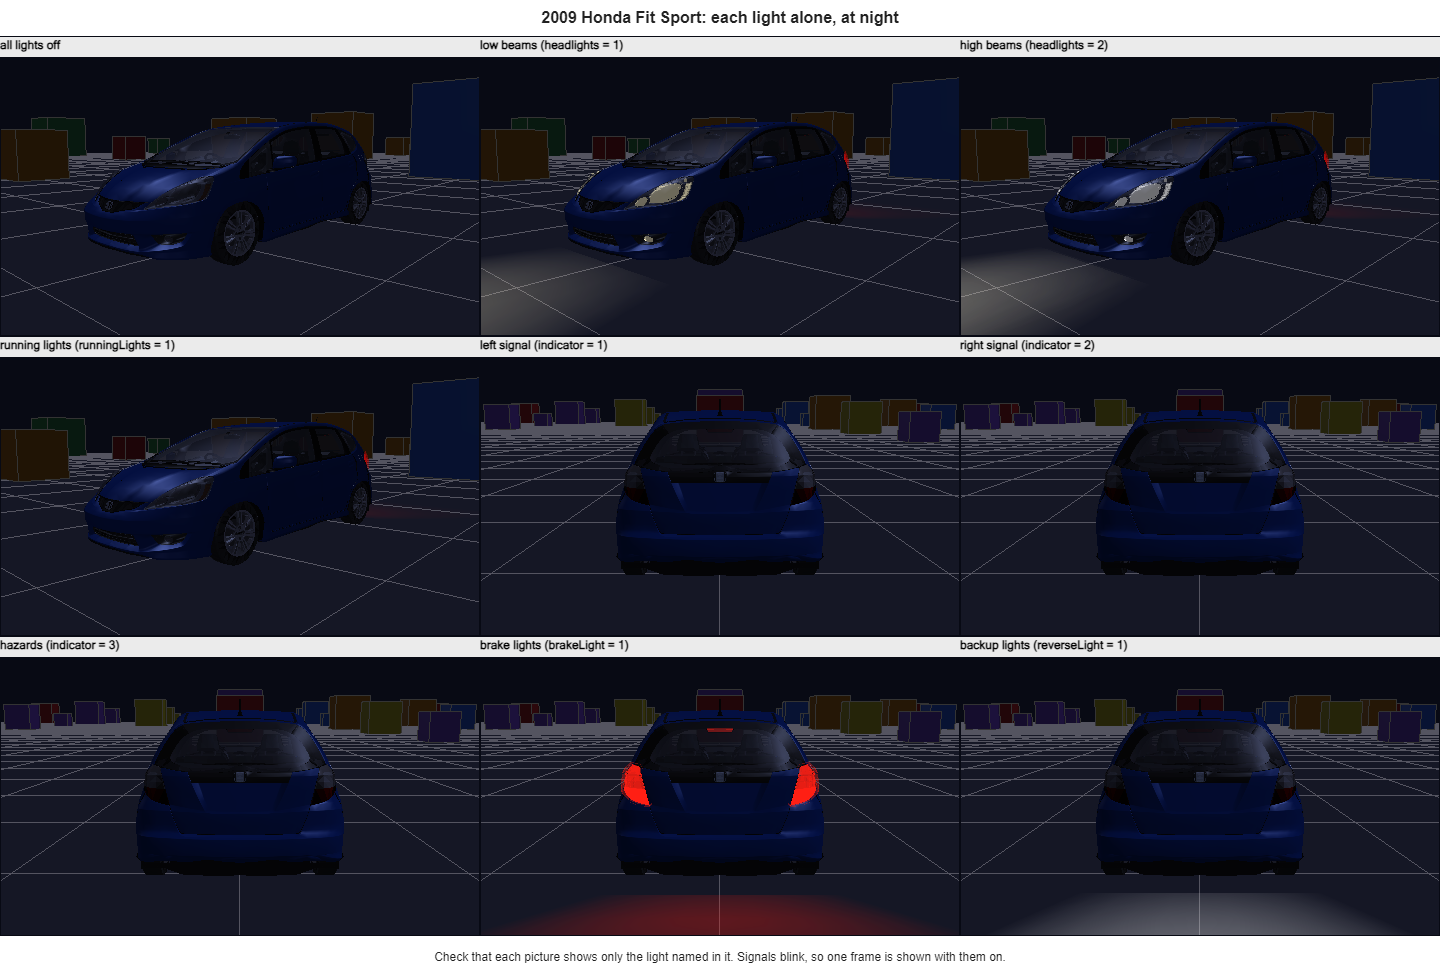 2009 Honda Fit Sport: each light alone, at night
all lights off
low beams (headlights = 1)
high beams (headlights = 2)
running lights (runningLights = 1)
left signal (indicator = 1)
right signal (indicator = 2)
hazards (indicator = 3)
brake lights (brakeLight = 1)
backup lights (reverseLight = 1)
Check that each picture shows only the light named in it. Signals blink, so one frame is shown with them on.